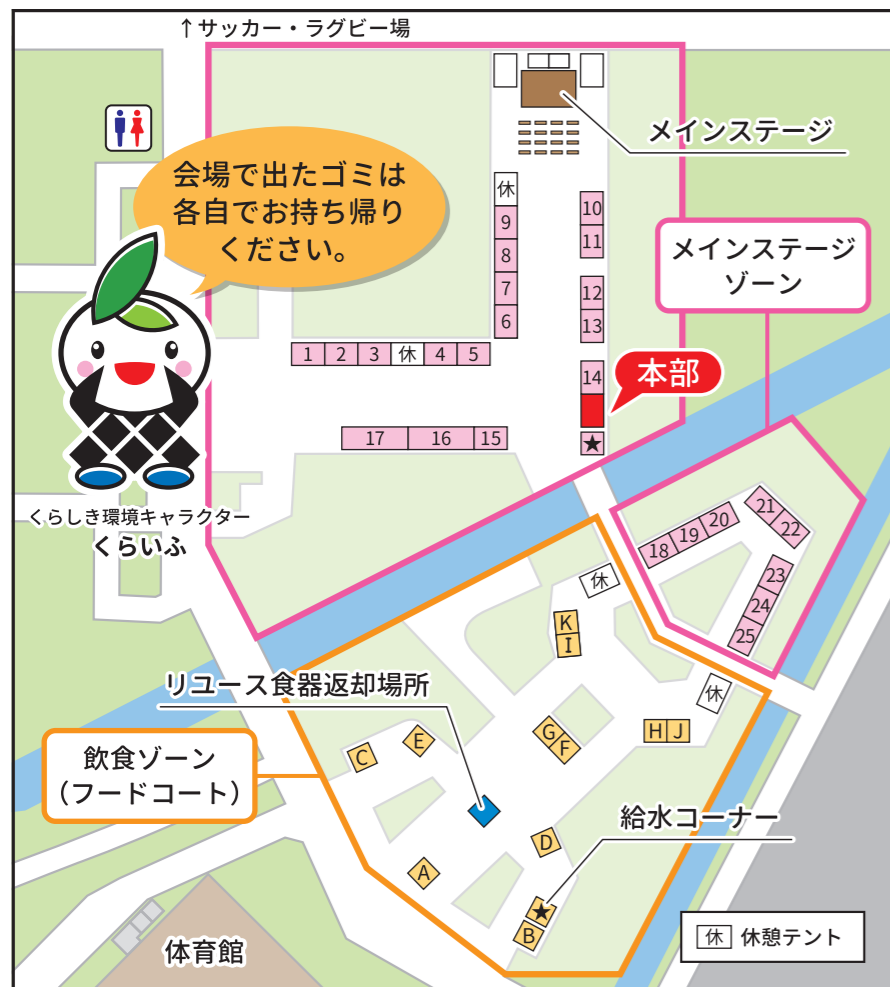 ↑サッカー・ラグビー場
メインステージ
会場で出たゴミは
各自でお持ち帰り
ください。
休
9
8
7
6
10
11
12
13
14
本部
★
メインステージ
ゾーン
1 2 3 休 4 5
17 16 15
くらしき環境キャラクター
くらいふ
18 19 20
21
22
23
24
25
休
K
I
休
リユース食器返却場所
H J
G
F
E
C
飲食ゾーン
（フードコート）
給水コーナー
D
A
★
B
体育館
休 休憩テント